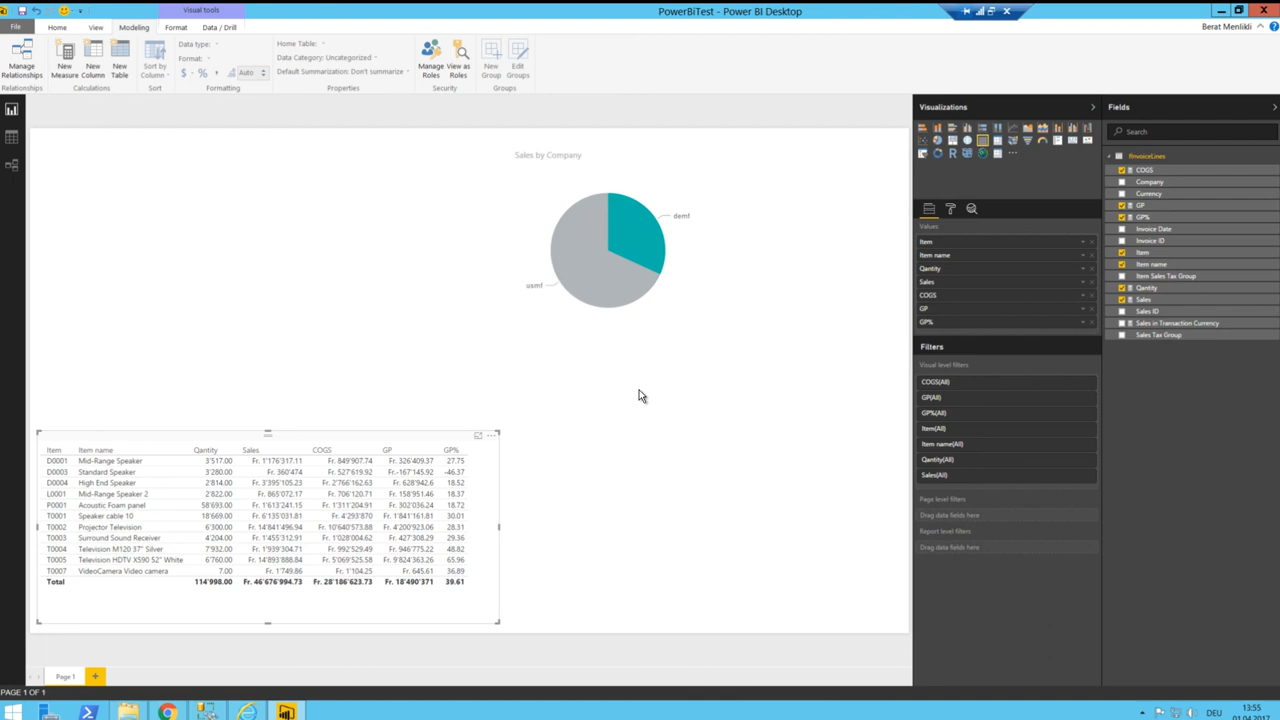 Visual tools
PowerBiTest - Power BI Desktop
File Home View Modeling Format Data / Drill
Berat Menlikli
Manage Relationships
New Measure
New Column
New Table
Sort by Column
Data type:
Format:
$ % , Auto
Home Table:
Data Category: Uncategorized
Default Summarization: Don't summarize
Manage Roles
View as Roles
New Group
Edit Groups
Relationships Calculations Sort Formatting Properties Security Groups
Sales by Company
demf
usmf
Item Item name Qantity Sales COGS GP GP%
D0001 Mid-Range Speaker 3'517.00 Fr. 1'176'317.11 Fr. 849'907.74 Fr. 326'409.37 27.75
D0003 Standard Speaker 3'280.00 Fr. 360'474 Fr. 527'619.92 Fr.-167'145.92 -46.37
D0004 High End Speaker 2'814.00 Fr. 3'395'105.23 Fr. 2'766'162.63 Fr. 628'942.6 18.52
L0001 Mid-Range Speaker 2 2'822.00 Fr. 865'072.17 Fr. 706'120.71 Fr. 158'951.46 18.37
P0001 Acoustic Foam panel 58'693.00 Fr. 1'613'241.15 Fr. 1'311'204.91 Fr. 302'036.24 18.72
T0001 Speaker cable 10 18'669.00 Fr. 6'135'031.81 Fr. 4'293'870 Fr. 1'841'161.81 30.01
T0002 Projector Television 6'300.00 Fr. 14'841'496.94 Fr. 10'640'573.88 Fr. 4'200'923.06 28.31
T0003 Surround Sound Receiver 4'204.00 Fr. 1'455'312.91 Fr. 1'028'004.62 Fr. 427'308.29 29.36
T0004 Television M120 37" Silver 7'932.00 Fr. 1'939'304.71 Fr. 992'529.49 Fr. 946'775.22 48.82
T0005 Television HDTV X590 52" White 6'760.00 Fr. 14'893'888.84 Fr. 5'069'525.58 Fr. 9'824'363.26 65.96
T0007 VideoCamera Video camera 7.00 Fr. 1'749.86 Fr. 1'104.25 Fr. 645.61 36.89
Total 114'998.00 Fr. 46'676'994.73 Fr. 28'186'623.73 Fr. 18'490'371 39.61
Visualizations
Values
Item
Item name
Qantity
Sales
COGS
GP
GP%
Filters
Visual level filters
COGS(All)
GP(All)
GP%(All)
Item(All)
Item name(All)
Qantity(All)
Sales(All)
Page level filters
Drag data fields here
Report level filters
Drag data fields here
Fields
Search
fInvoiceLines
COGS
Company
Currency
GP
GP%
Invoice Date
Invoice ID
Item
Item name
Item Sales Tax Group
Qantity
Sales
Sales ID
Sales in Transaction Currency
Sales Tax Group
Page 1
PAGE 1 OF 1
DEU
13:55
01.04.2017